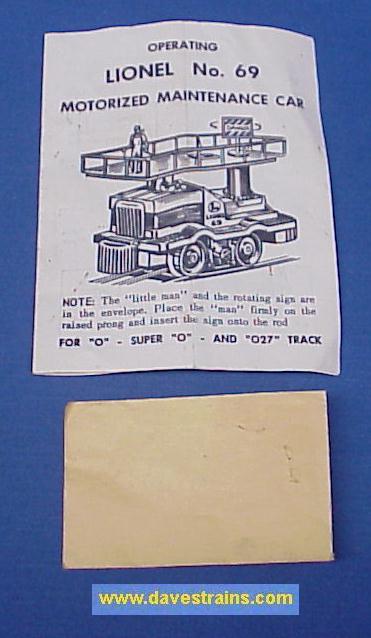 OPERATING
LIONEL No. 69
MOTORIZED MAINTENANCE CAR
LIONEL
69
NOTE: The "little man" and the rotating sign are
in the envelope. Place the "man" firmly on the
raised prong and insert the sign onto the rod
FOR "O" - SUPER "O" - AND "O27" TRACK
www.davestrains.com